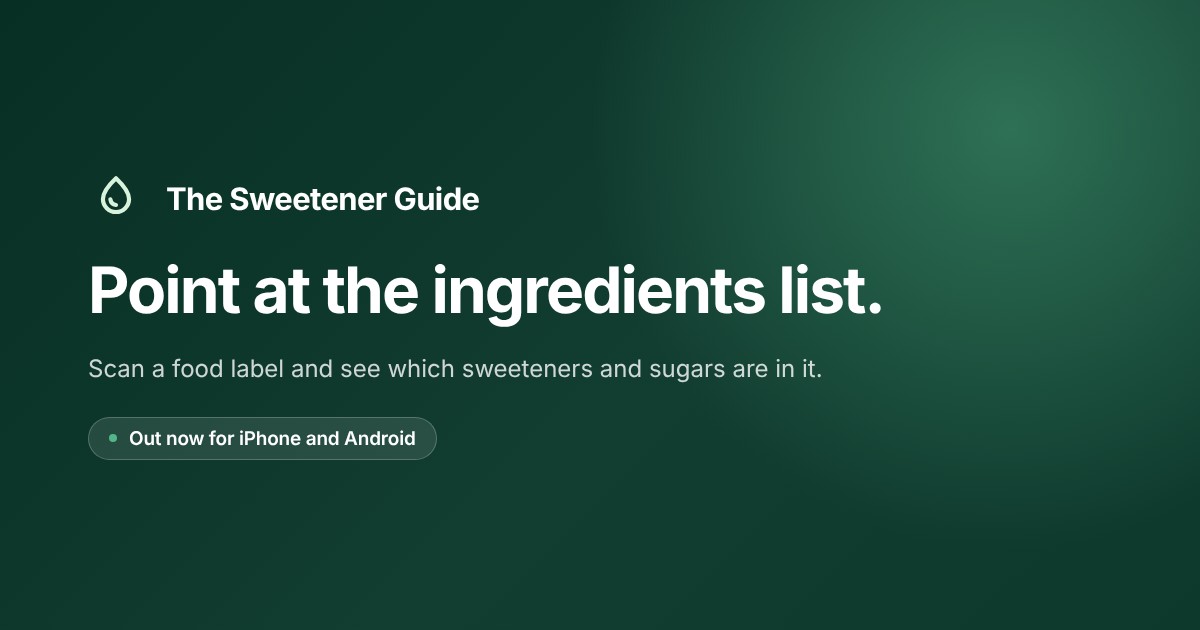 The Sweetener Guide
Point at the ingredients list.
Scan a food label and see which sweeteners and sugars are in it.
Out now for iPhone and Android